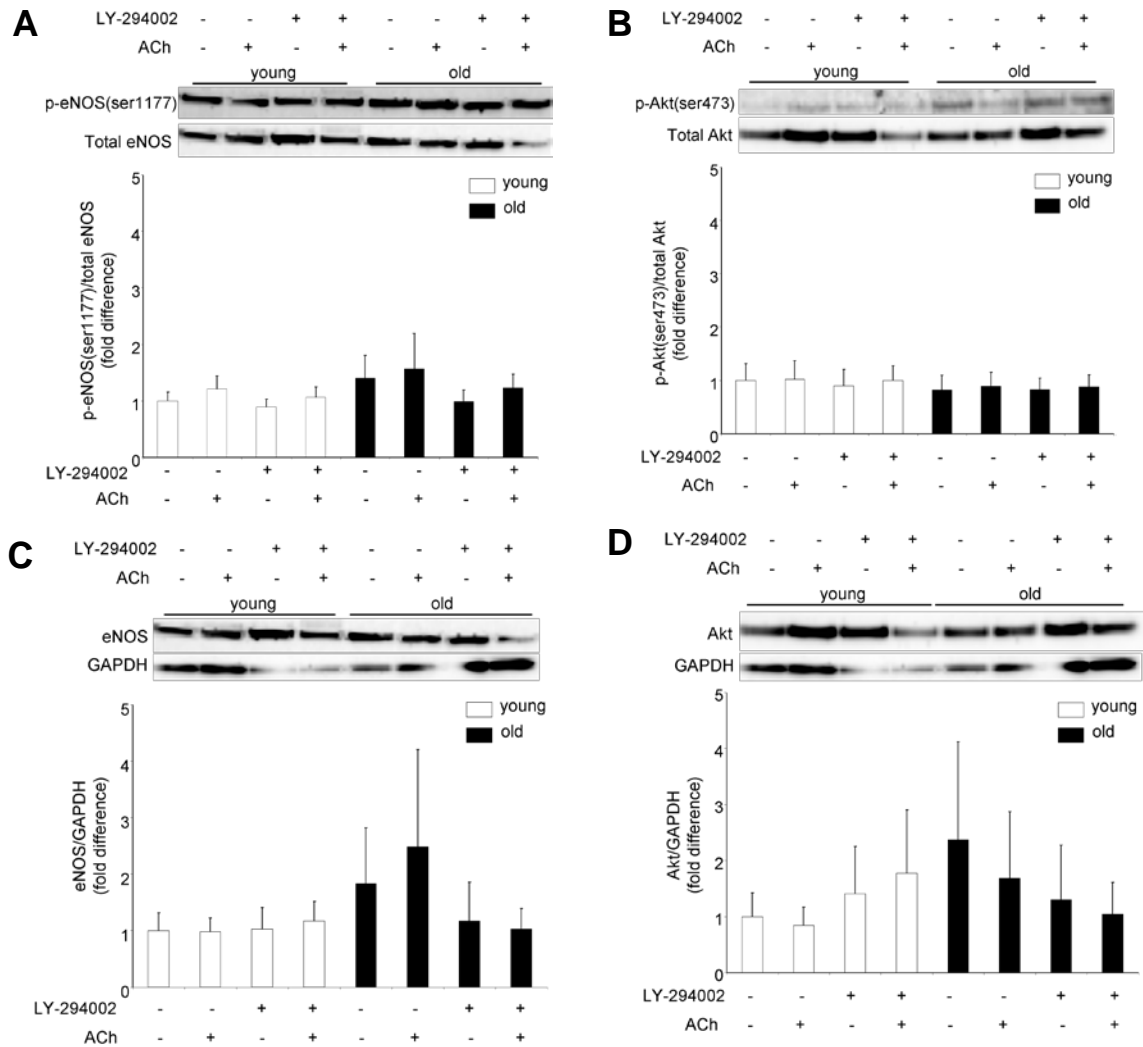 A
LY-294002 - - + + - - + +
ACh - + - + - + - +
young old
p-eNOS(ser1177)
Total eNOS
5
4
3
2
1
0
p-eNOS(ser1177)/total eNOS
(fold difference)
young
old
LY-294002 - - + + - - + +
ACh - + - + - + - +
B
LY-294002 - - + + - - + +
ACh - + - + - + - +
young old
p-Akt(ser473)
Total Akt
5
4
3
2
1
0
p-Akt(ser473)/total Akt
(fold difference)
young
old
LY-294002 - - + + - - + +
ACh - + - + - + - +
C
LY-294002 - - + + - - + +
ACh - + - + - + - +
young old
eNOS
GAPDH
5
4
3
2
1
0
eNOS/GAPDH
(fold difference)
young
old
LY-294002 - - + + - - + +
ACh - + - + - + - +
D
LY-294002 - - + + - - + +
ACh - + - + - + - +
young old
Akt
GAPDH
5
4
3
2
1
0
Akt/GAPDH
(fold difference)
young
old
LY-294002 - - + + - - + +
ACh - + - + - + - +